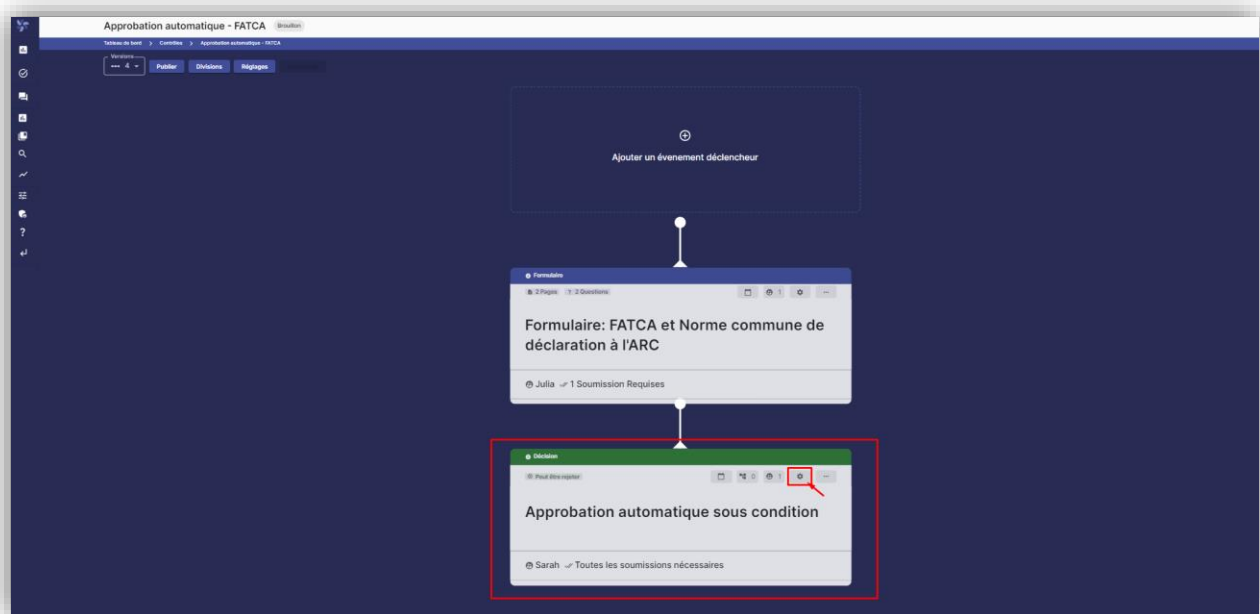 Approbation automatique - FATCA Brouillon
Tableau de bord > Contrôles > Approbation automatique - FATCA
Versions
4 Publier Divisions Réglages
Ajouter un évenement déclencheur
Formulaire
2 Pages ? 2 Questions 1
Formulaire: FATCA et Norme commune de
déclaration à l'ARC
Julia 1 Soumission Requises
Décision
Peut être rejeter 0 1
Approbation automatique sous condition
Sarah Toutes les soumissions nécessaires